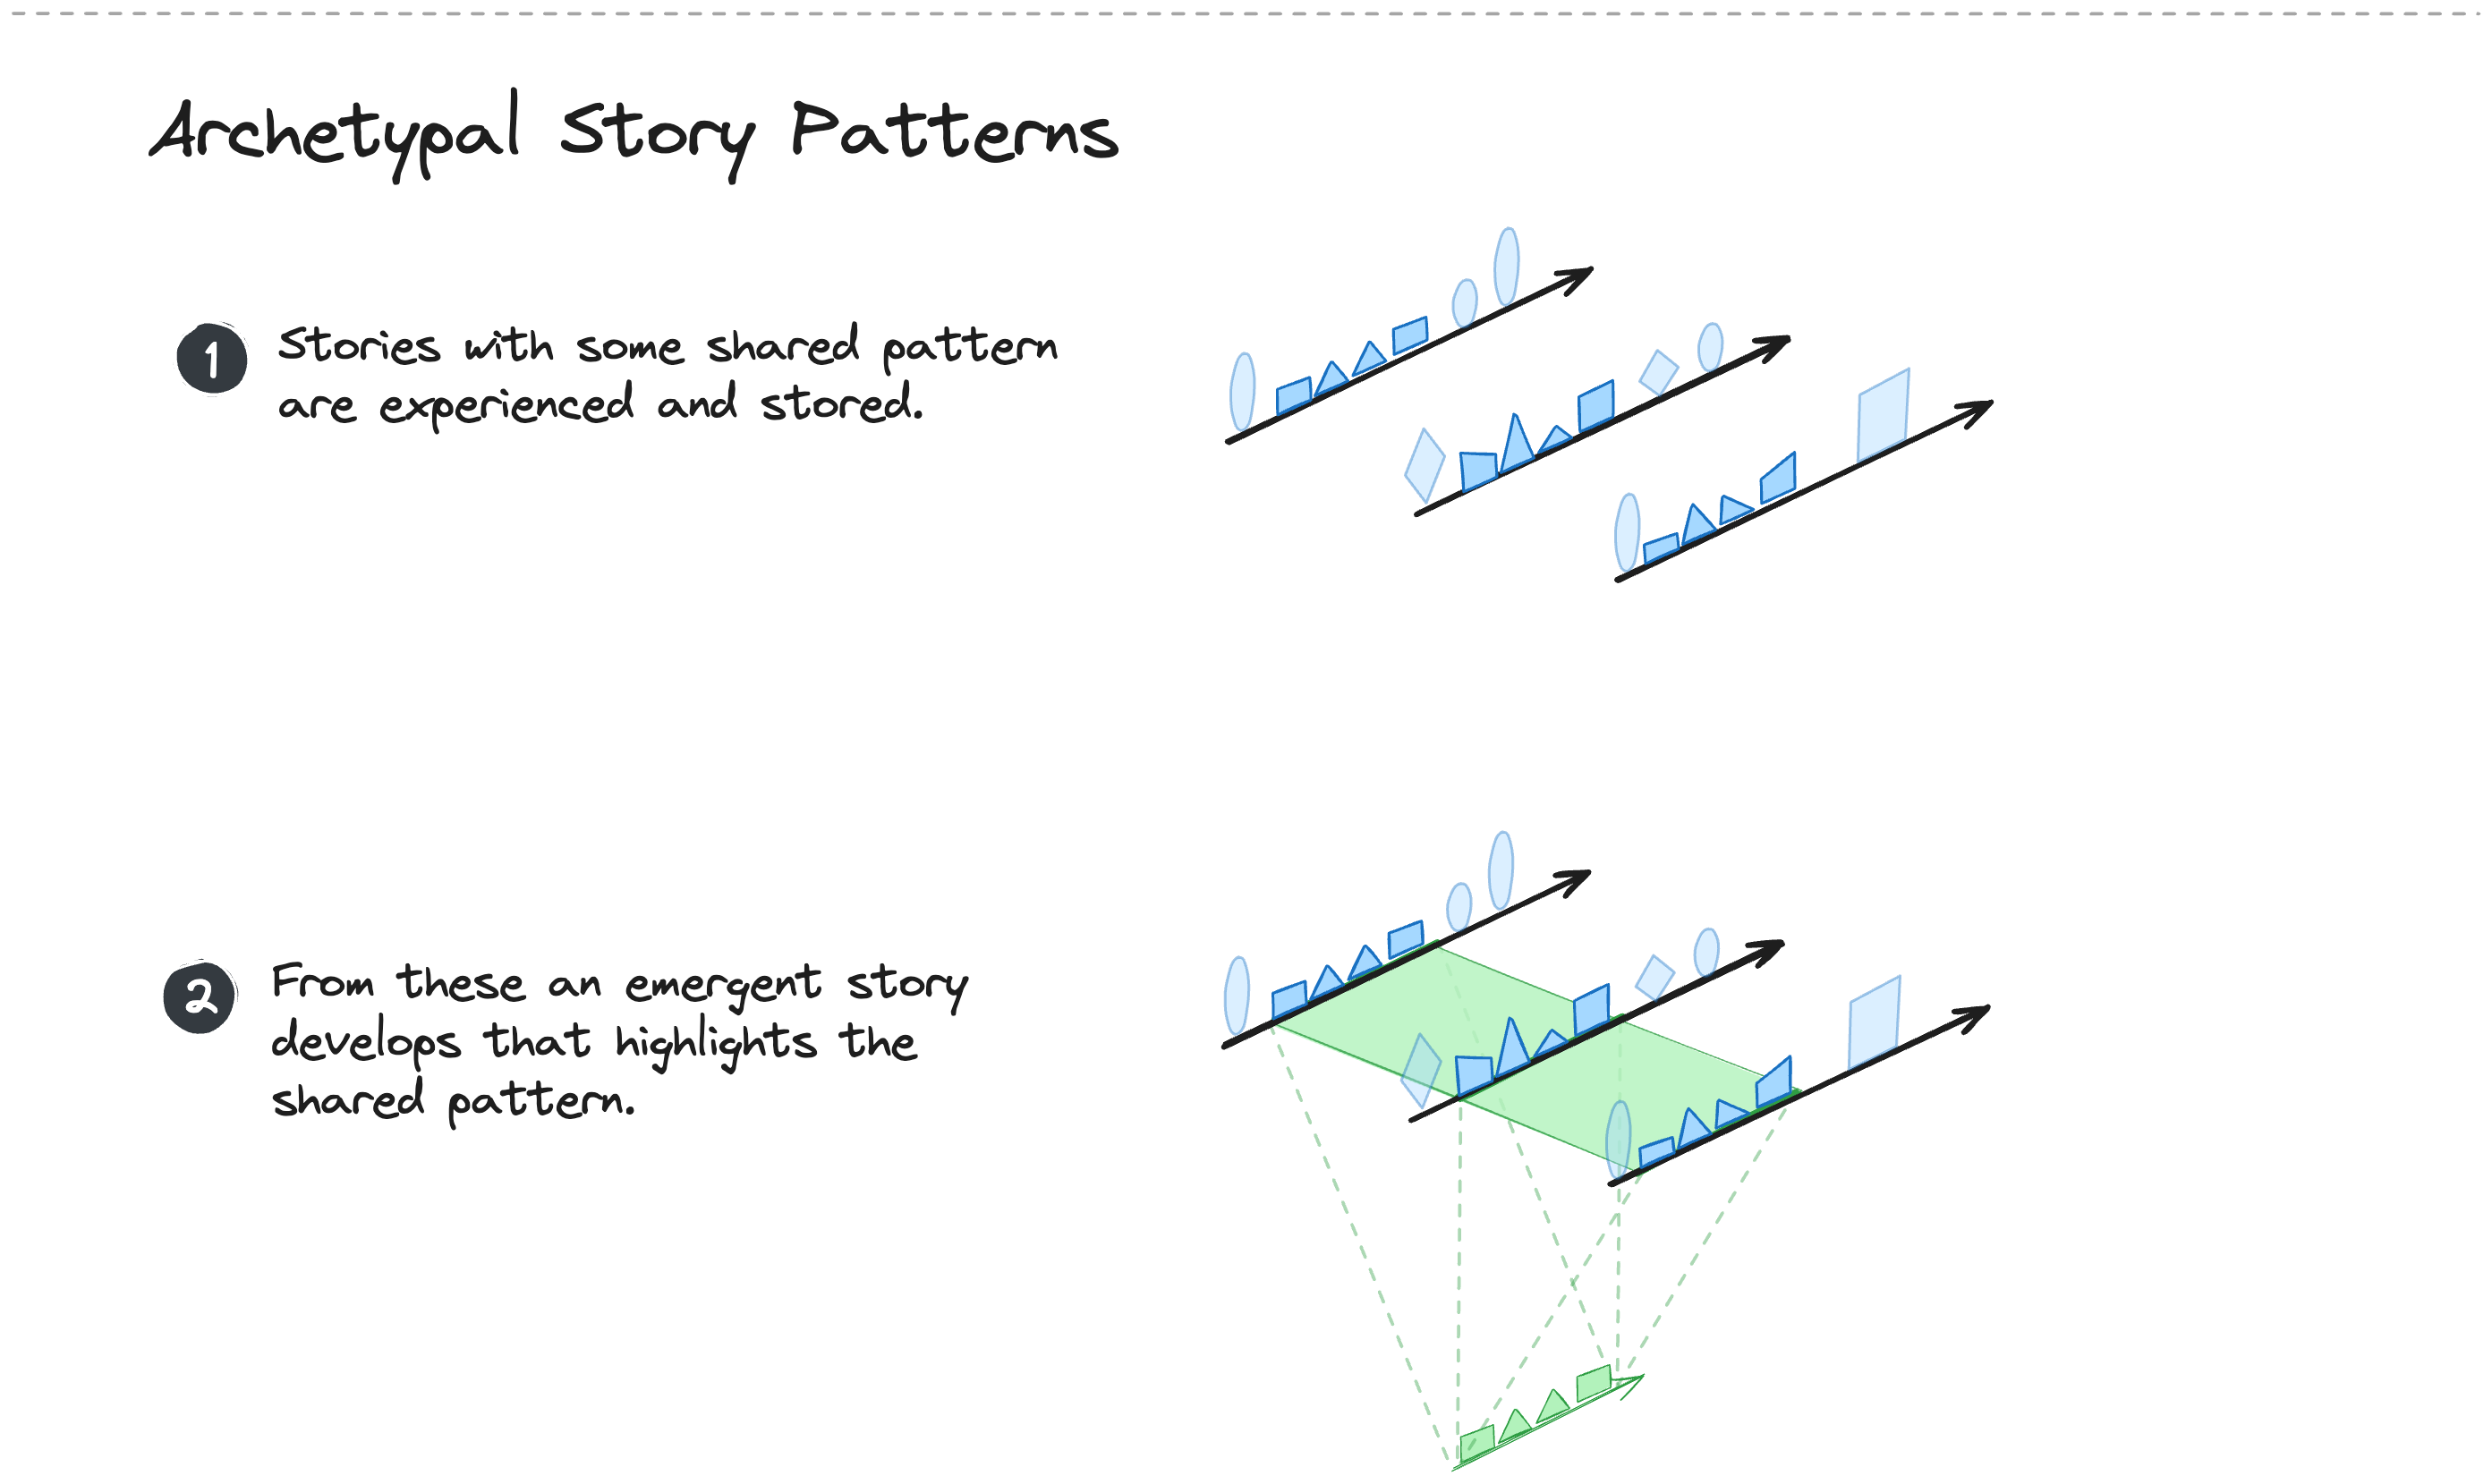 Archetypal Story Patterns
1
Stories with some shared pattern
are experienced and stored.
2
From these an emergent story
develops that highlights the
shared pattern.